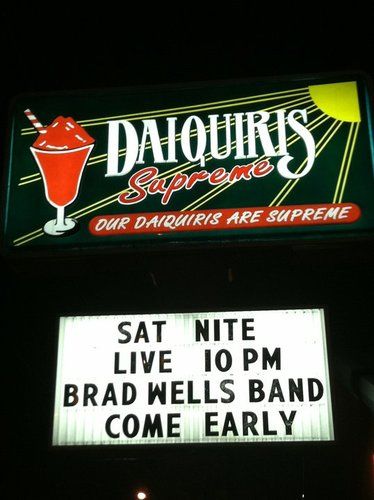 DAIQUIRIS
Supreme
OUR DAIQUIRIS ARE SUPREME
SAT NITE
LIVE 10 PM
BRAD WELLS BAND
COME EARLY